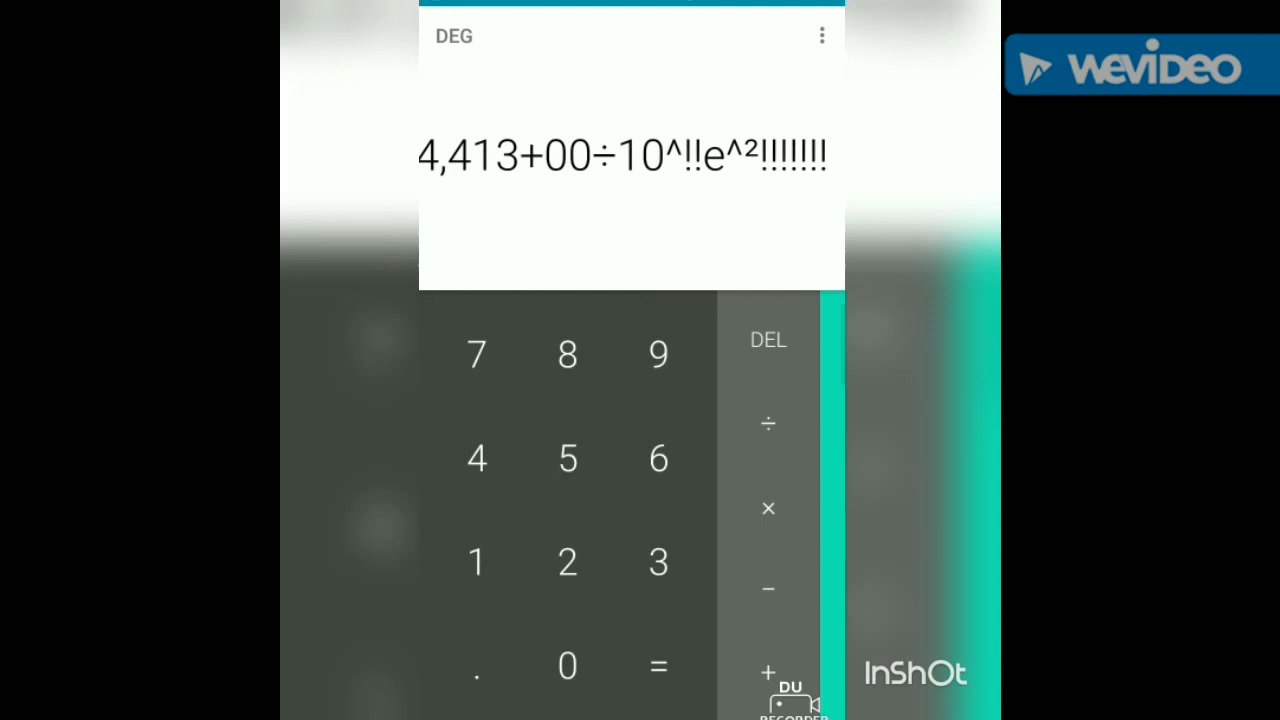 DEG
WEVIDEO
4,413+00÷10^!!e^²!!!!!!!
7 8 9 DEL
÷
4 5 6
×
1 2 3
−
. 0 = +
InShOt
DU
RECORDER